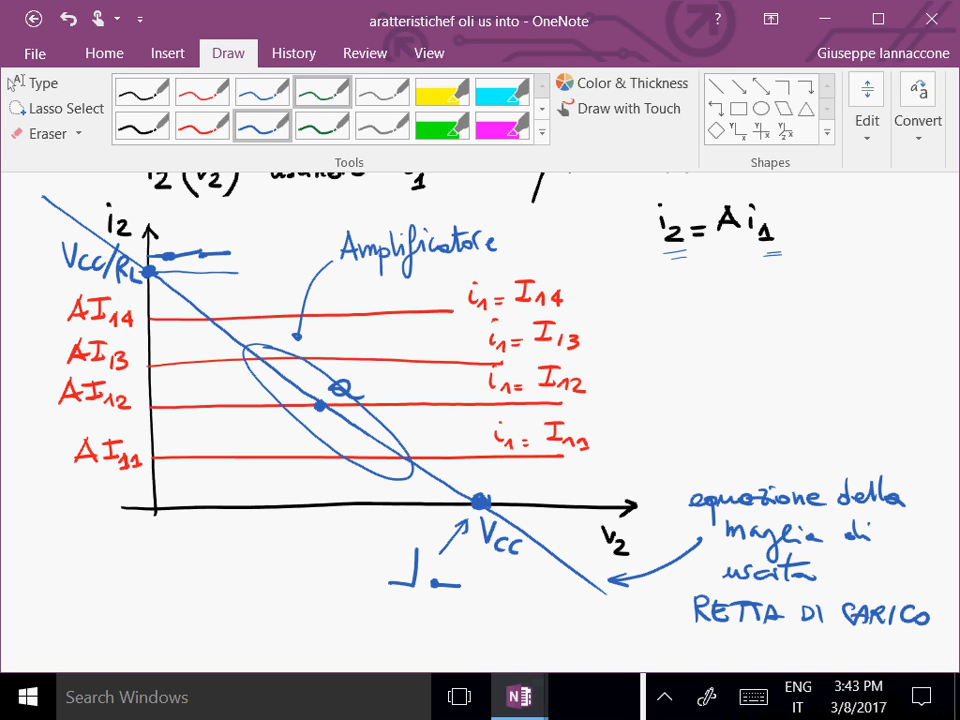 aratteristichef oli us into - OneNote
File Home Insert Draw History Review View Giuseppe Iannaccone
Type
Lasso Select
Eraser
Color & Thickness
Draw with Touch
Edit
Convert
Tools
Shapes
i2 (v2) i1
i2 = A i1
i2
Amplificatore
VCC/RL
AI14 i1 = I14
AI13 i1 = I13
AI12 i1 = I12
Q
AI11 i1 = I11
VCC
v2
equazione della
maglia di
uscita
RETTA DI CARICO
Search Windows
ENG
IT
3:43 PM
3/8/2017